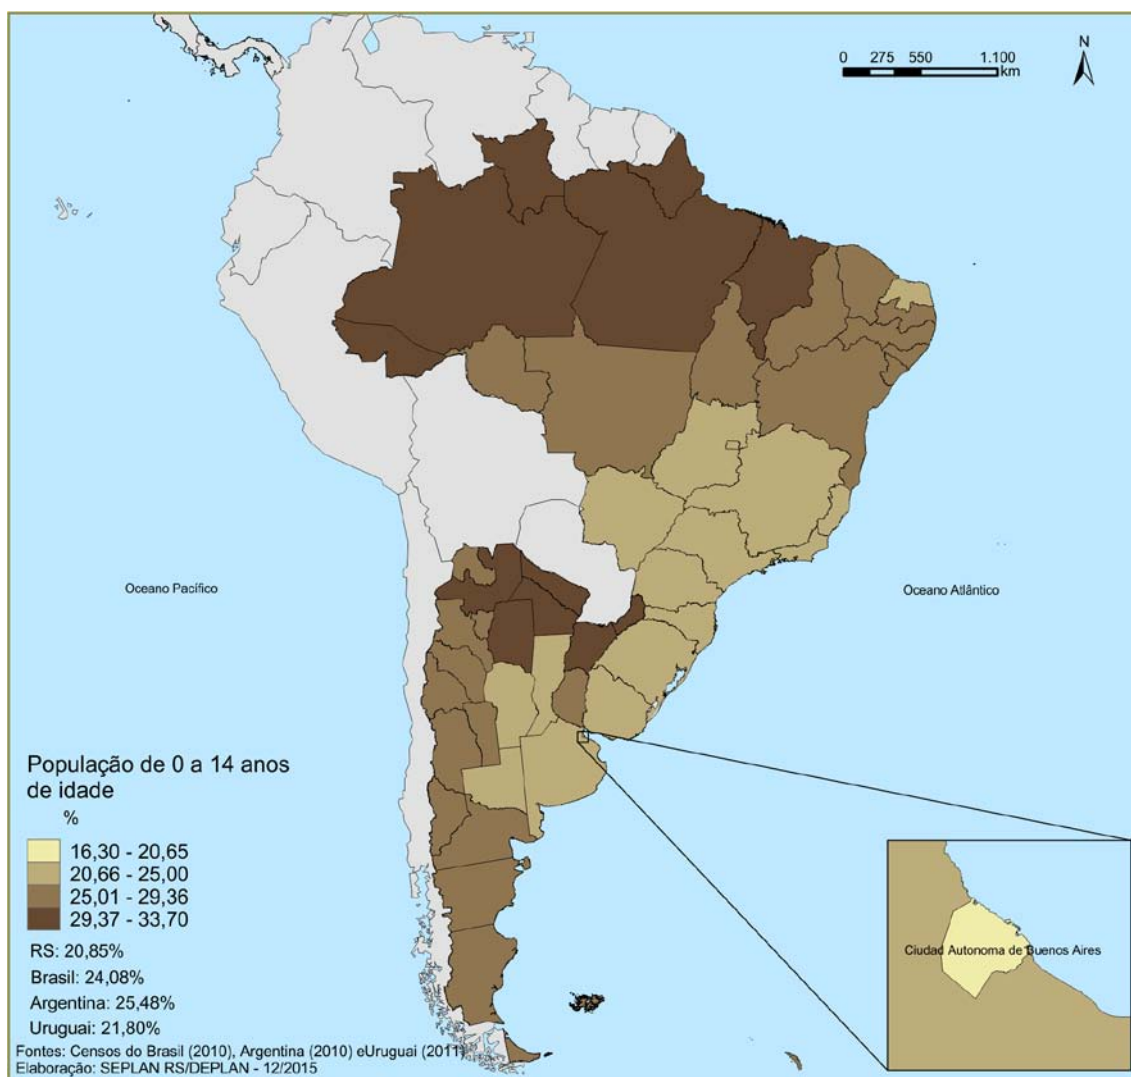 N
0 275 550 1.100
km
Oceano Pacífico
Oceano Atlântico
População de 0 a 14 anos
de idade
%
16,30 - 20,65
20,66 - 25,00
25,01 - 29,36
29,37 - 33,70
RS: 20,85%
Brasil: 24,08%
Argentina: 25,48%
Uruguai: 21,80%
Ciudad Autonoma de Buenos Aires
Fontes: Censos do Brasil (2010), Argentina (2010) eUruguai (2011)
Elaboração: SEPLAN RS/DEPLAN - 12/2015